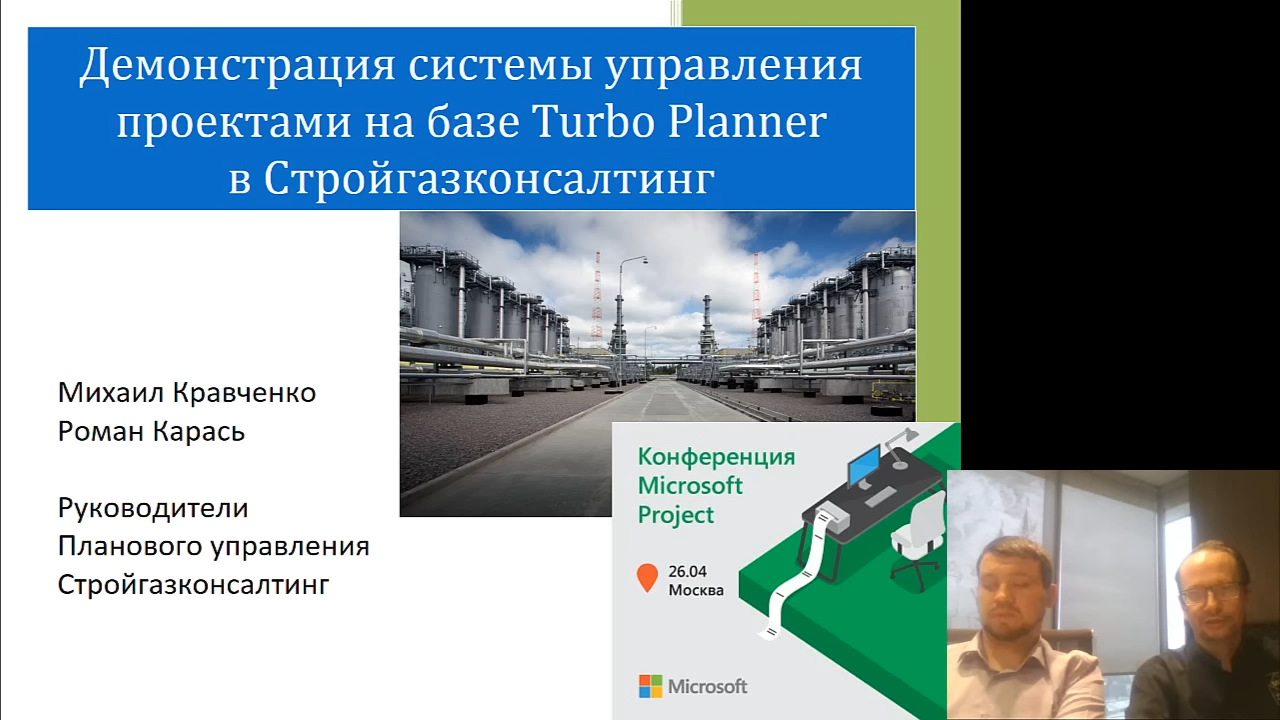 Демонстрация системы управления
проектами на базе Turbo Planner
в Стройгазконсалтинг
Михаил Кравченко
Роман Карась
Руководители
Планового управления
Стройгазконсалтинг
Конференция
Microsoft
Project
26.04
Москва
Microsoft